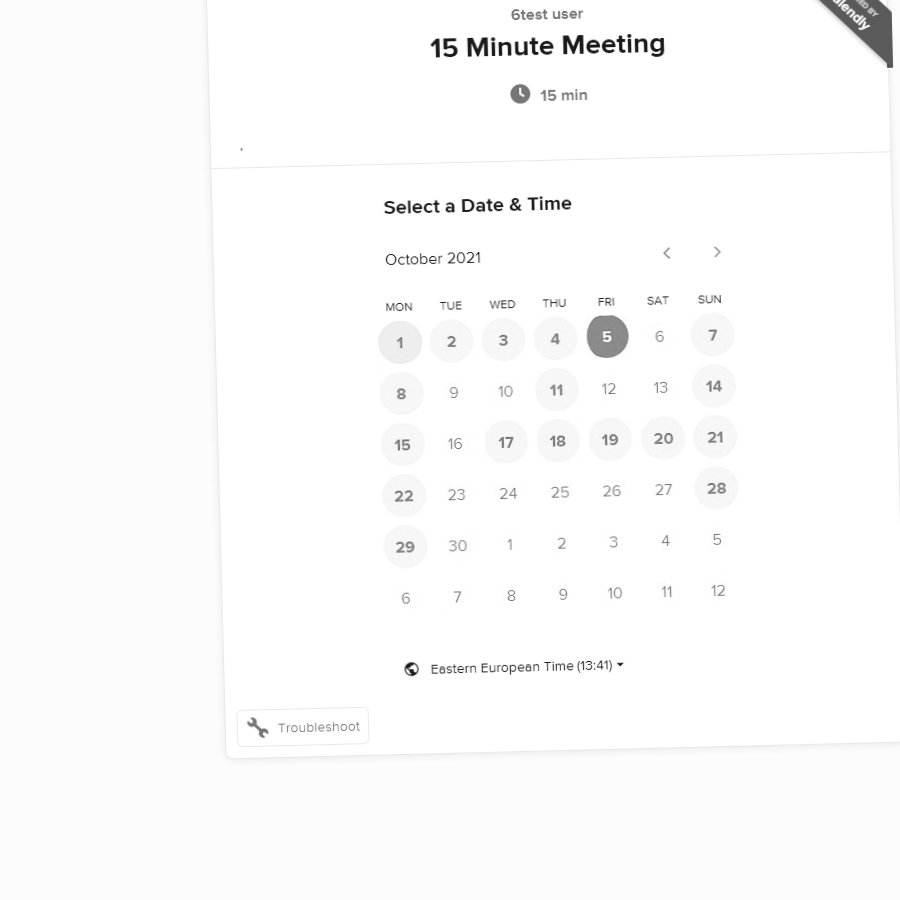 6test user
15 Minute Meeting
15 min
Select a Date & Time
October 2021
MON TUE WED THU FRI SAT SUN
1 2 3 4 5 6 7
8 9 10 11 12 13 14
15 16 17 18 19 20 21
22 23 24 25 26 27 28
29 30 1 2 3 4 5
6 7 8 9 10 11 12
Eastern European Time (13:41)
Troubleshoot